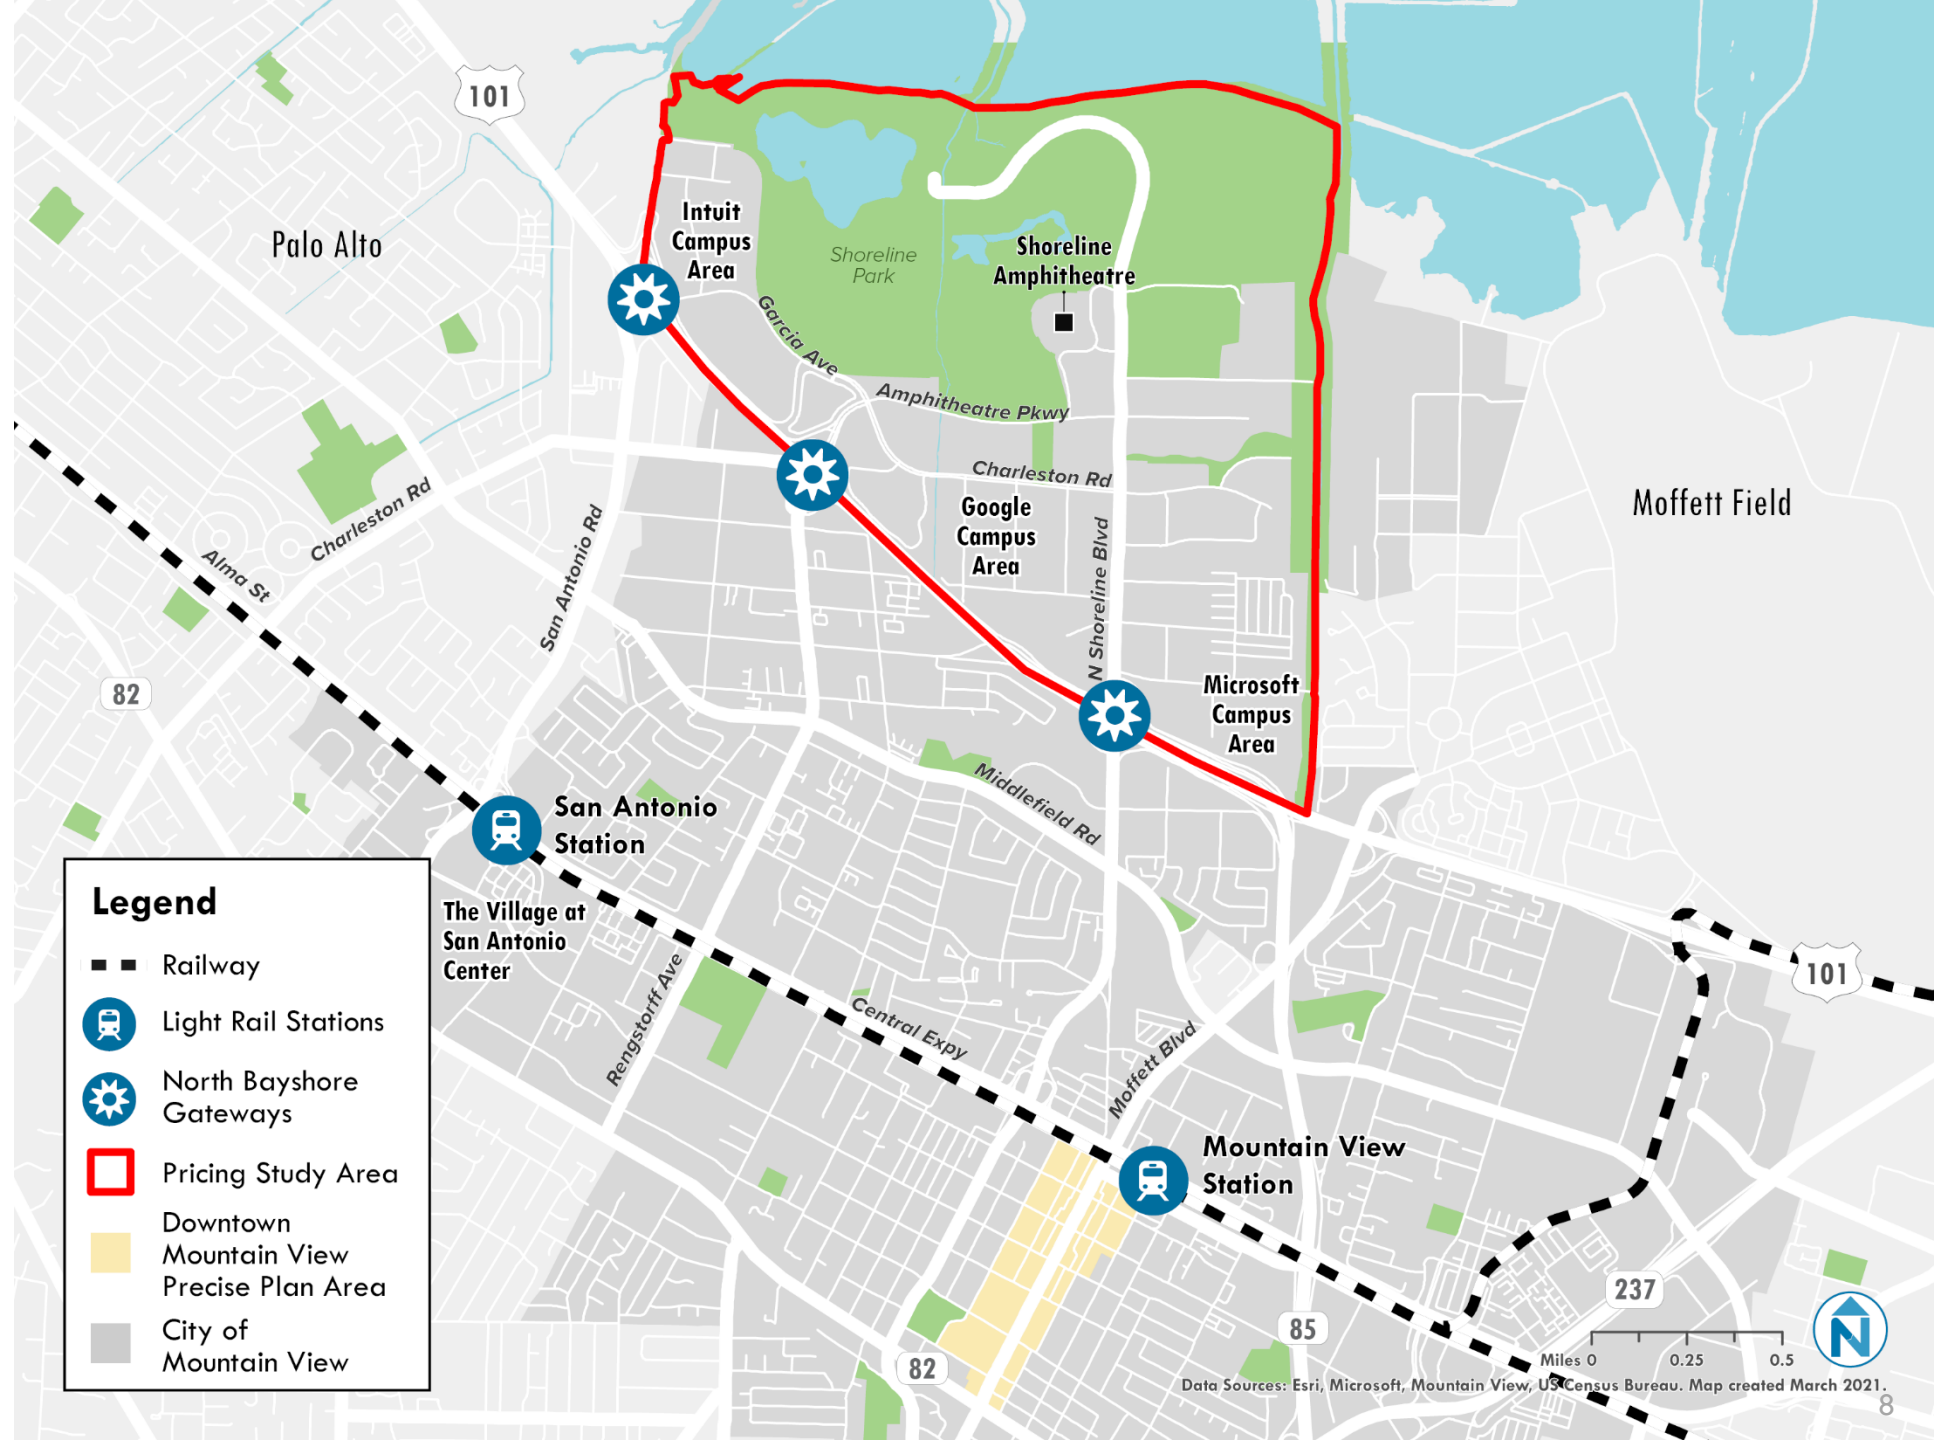 101
Palo Alto
Intuit
Campus
Area
Shoreline
Park
Shoreline
Amphitheatre
Garcia Ave
Amphitheatre Pkwy
Charleston Rd
Google
Campus
Area
Moffett Field
Charleston Rd
Alma St
San Antonio Rd
N Shoreline Blvd
82
Microsoft
Campus
Area
Middlefield Rd
San Antonio
Station
The Village at
San Antonio
Center
Rengstorff Ave
Central Expy
Moffett Blvd
101
Mountain View
Station
Legend
Railway
Light Rail Stations
North Bayshore
Gateways
Pricing Study Area
Downtown
Mountain View
Precise Plan Area
City of
Mountain View
237
85
82
N
Miles 0 0.25 0.5
Data Sources: Esri, Microsoft, Mountain View, US Census Bureau. Map created March 2021.
8